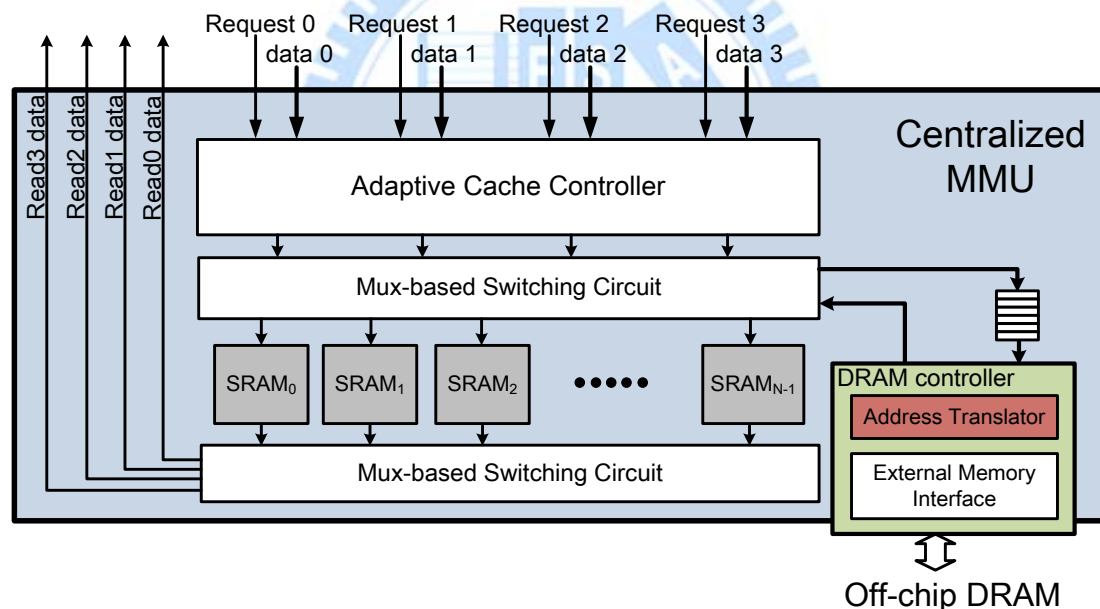 Request 0
data 0
Request 1
data 1
Request 2
data 2
Request 3
data 3
Read3 data
Read2 data
Read1 data
Read0 data
Centralized
MMU
Adaptive Cache Controller
Mux-based Switching Circuit
SRAM0
SRAM1
SRAM2
SRAMN-1
DRAM controller
Address Translator
Mux-based Switching Circuit
External Memory
Interface
Off-chip DRAM